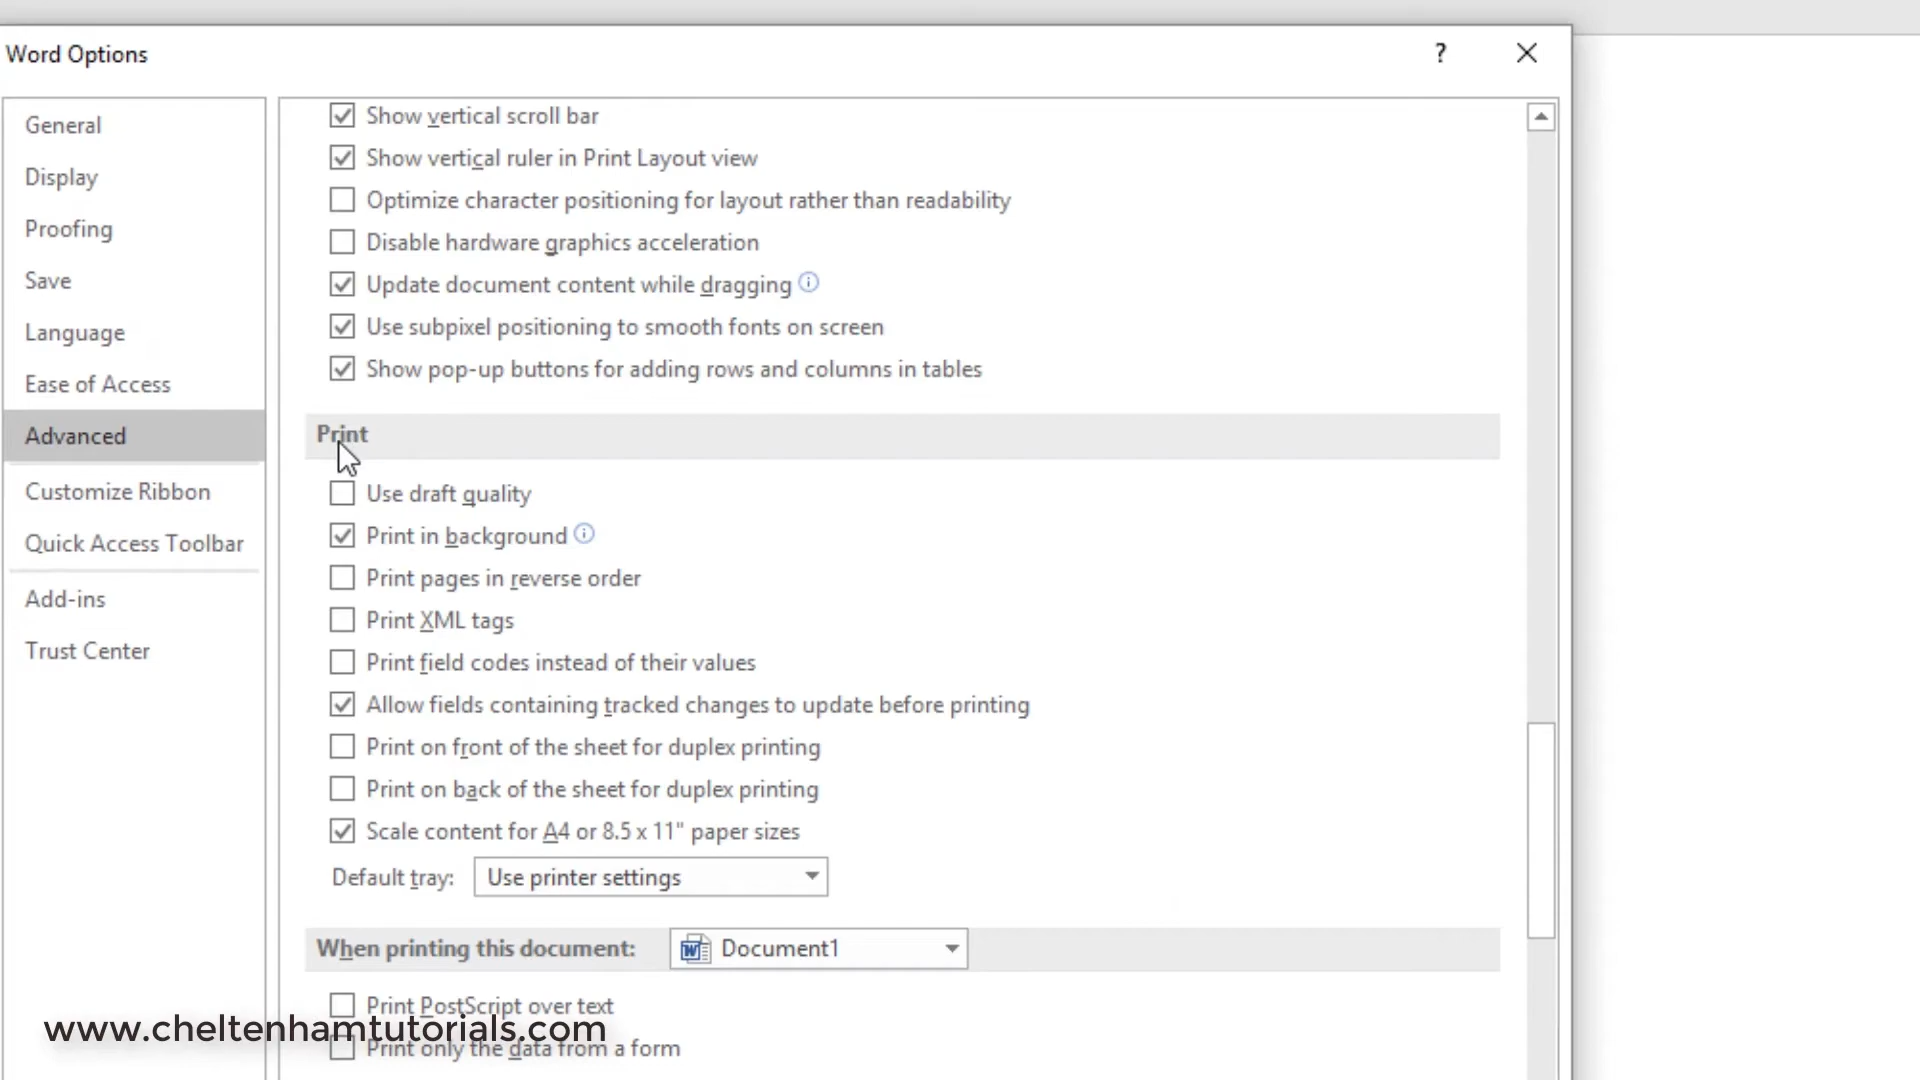 Word Options
?
General
Display
Proofing
Save
Language
Ease of Access
Advanced
Customize Ribbon
Quick Access Toolbar
Add-ins
Trust Center
Show vertical scroll bar
Show vertical ruler in Print Layout view
Optimize character positioning for layout rather than readability
Disable hardware graphics acceleration
Update document content while dragging
Use subpixel positioning to smooth fonts on screen
Show pop-up buttons for adding rows and columns in tables
Print
Use draft quality
Print in background
Print pages in reverse order
Print XML tags
Print field codes instead of their values
Allow fields containing tracked changes to update before printing
Print on front of the sheet for duplex printing
Print on back of the sheet for duplex printing
Scale content for A4 or 8.5 x 11" paper sizes
Default tray: Use printer settings
When printing this document: Document1
Print PostScript over text
Print only the data from a form
www.cheltenhamtutorials.com